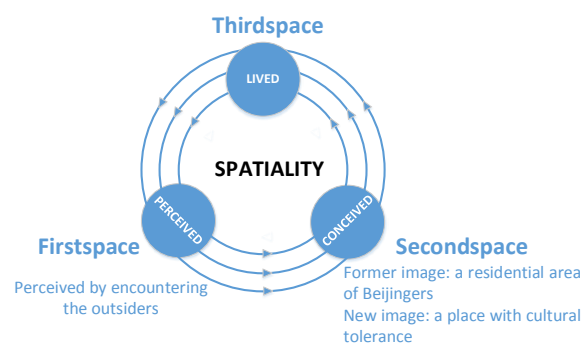 Thirdspace
LIVED
SPATIALITY
PERCEIVED
CONCEIVED
Firstspace
Perceived by encountering
the outsiders
Secondspace
Former image: a residential area
of Beijingers
New image: a place with cultural
tolerance